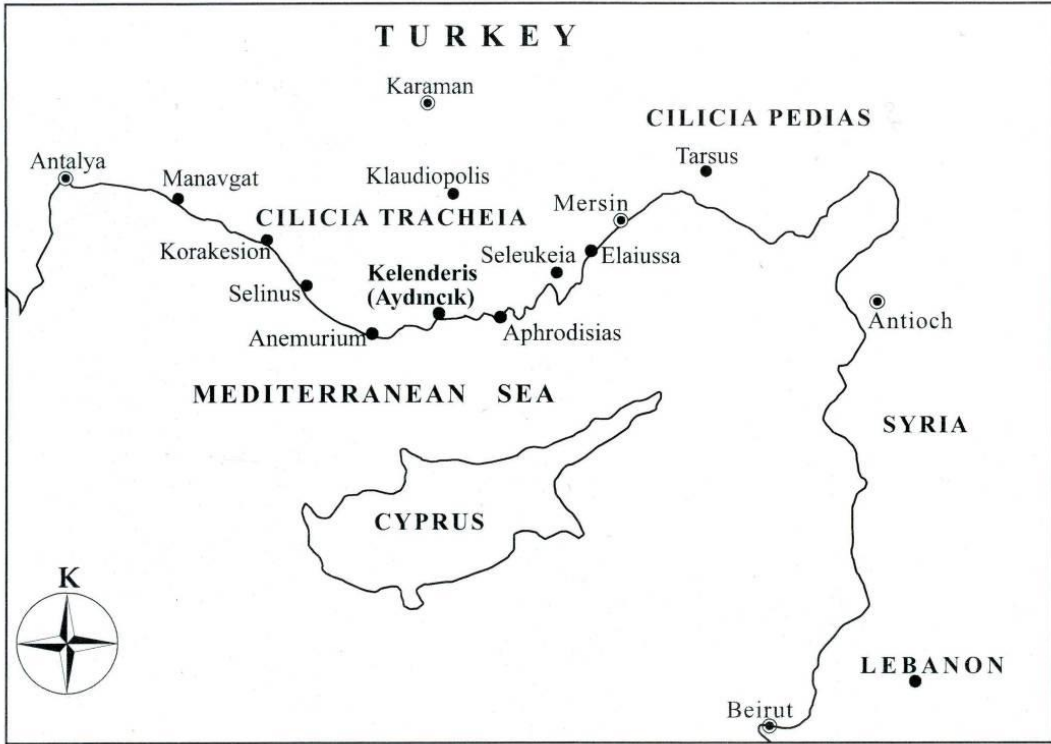 TURKEY
Karaman
CILICIA PEDIAS
Antalya
Tarsus
Manavgat
Klaudiopolis
CILICIA TRACHEIA
Mersin
Korakesion
Seleukeia
Elaiussa
Kelenderis
(Aydıncık)
Selinus
Anemurium
Aphrodisias
Antioch
MEDITERRANEAN SEA
SYRIA
CYPRUS
K
LEBANON
Beirut